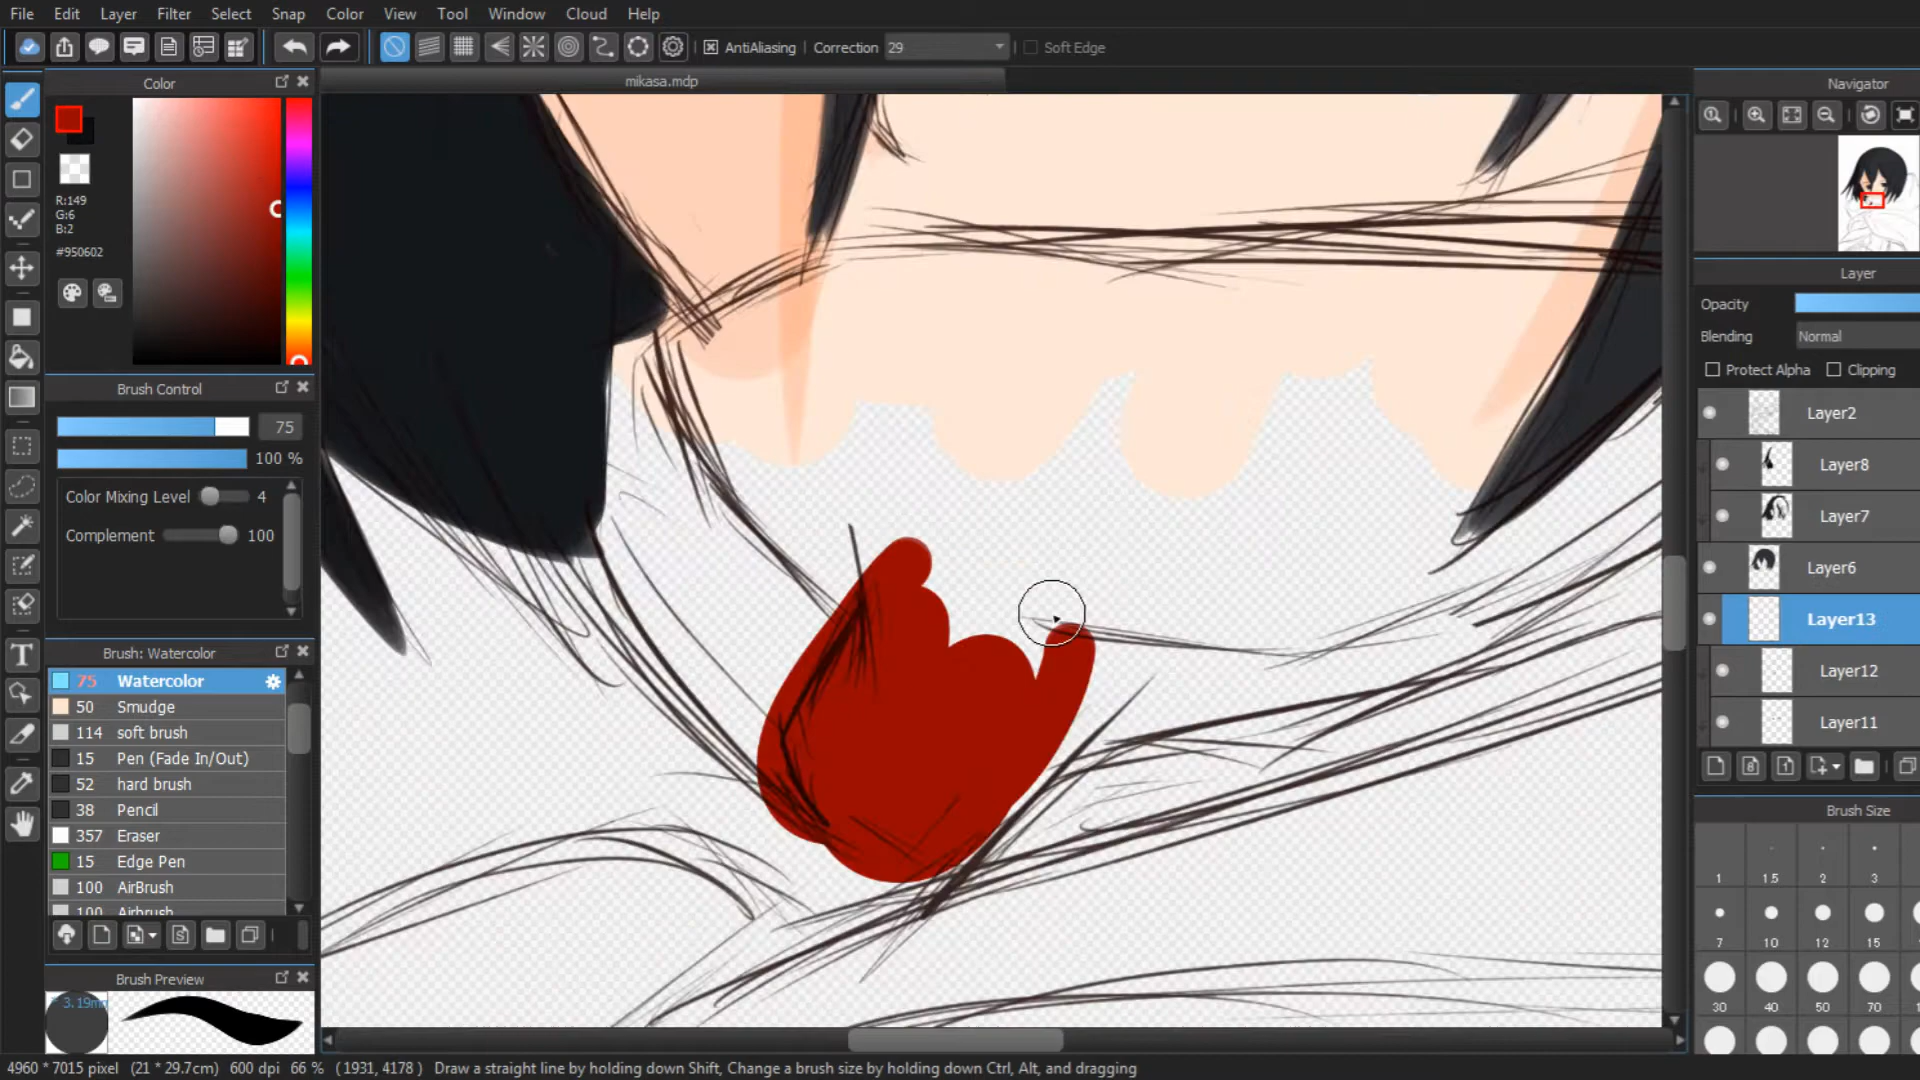 File Edit Layer Filter Select Snap Color View Tool Window Cloud Help
AntiAliasing Correction 29 Soft Edge
Color
mikasa.mdp
Navigator
R:149
G:6
B:2
#950602
Layer
Opacity
Blending Normal
Protect Alpha Clipping
Brush Control
75
100 %
Color Mixing Level 4
Complement 100
Layer2
Layer8
Layer7
Layer6
Layer13
Layer12
Layer11
Brush: Watercolor
75 Watercolor
50 Smudge
114 soft brush
15 Pen (Fade In/Out)
52 hard brush
38 Pencil
357 Eraser
15 Edge Pen
100 AirBrush
100 Airbrush
Brush Size
1 1.5 2 3
7 10 12 15
30 40 50 70
Brush Preview
3.19m
4960 * 7015 pixel (21 * 29.7cm) 600 dpi 66 % ( 1931, 4178 ) Draw a straight line by holding down Shift, Change a brush size by holding down Ctrl, Alt, and dragging